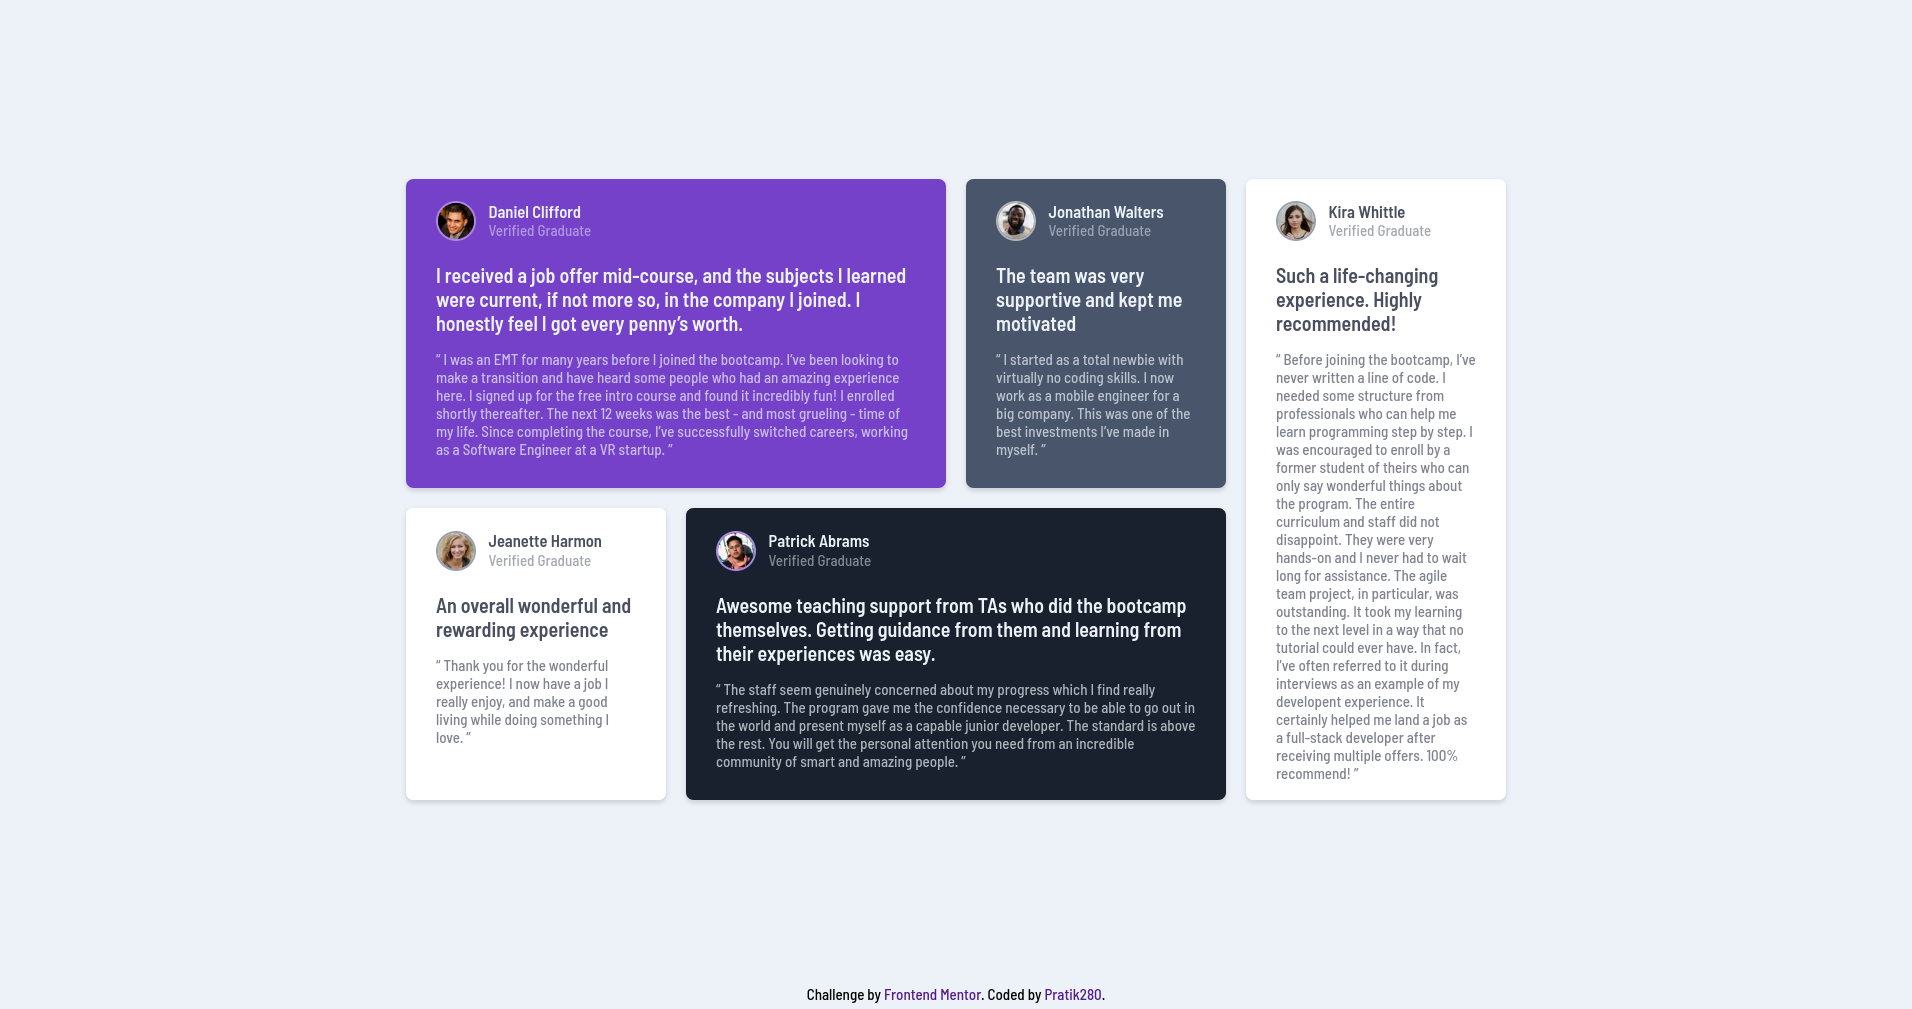 Daniel Clifford
Verified Graduate
I received a job offer mid-course, and the subjects I learned
were current, if not more so, in the company I joined. I
honestly feel I got every penny’s worth.
“ I was an EMT for many years before I joined the bootcamp. I’ve been looking to
make a transition and have heard some people who had an amazing experience
here. I signed up for the free intro course and found it incredibly fun! I enrolled
shortly thereafter. The next 12 weeks was the best - and most grueling - time of
my life. Since completing the course, I’ve successfully switched careers, working
as a Software Engineer at a VR startup. ”
Jonathan Walters
Verified Graduate
The team was very
supportive and kept me
motivated
“ I started as a total newbie with
virtually no coding skills. I now
work as a mobile engineer for a
big company. This was one of the
best investments I’ve made in
myself. ”
Kira Whittle
Verified Graduate
Such a life-changing
experience. Highly
recommended!
“ Before joining the bootcamp, I’ve
never written a line of code. I
needed some structure from
professionals who can help me
learn programming step by step. I
was encouraged to enroll by a
former student of theirs who can
only say wonderful things about
the program. The entire
curriculum and staff did not
disappoint. They were very
hands-on and I never had to wait
long for assistance. The agile
team project, in particular, was
outstanding. It took my learning
to the next level in a way that no
tutorial could ever have. In fact,
I’ve often referred to it during
interviews as an example of my
developent experience. It
certainly helped me land a job as
a full-stack developer after
receiving multiple offers. 100%
recommend! ”
Jeanette Harmon
Verified Graduate
An overall wonderful and
rewarding experience
“ Thank you for the wonderful
experience! I now have a job I
really enjoy, and make a good
living while doing something I
love. ”
Patrick Abrams
Verified Graduate
Awesome teaching support from TAs who did the bootcamp
themselves. Getting guidance from them and learning from
their experiences was easy.
“ The staff seem genuinely concerned about my progress which I find really
refreshing. The program gave me the confidence necessary to be able to go out in
the world and present myself as a capable junior developer. The standard is above
the rest. You will get the personal attention you need from an incredible
community of smart and amazing people. ”
Challenge by Frontend Mentor. Coded by Pratik280.